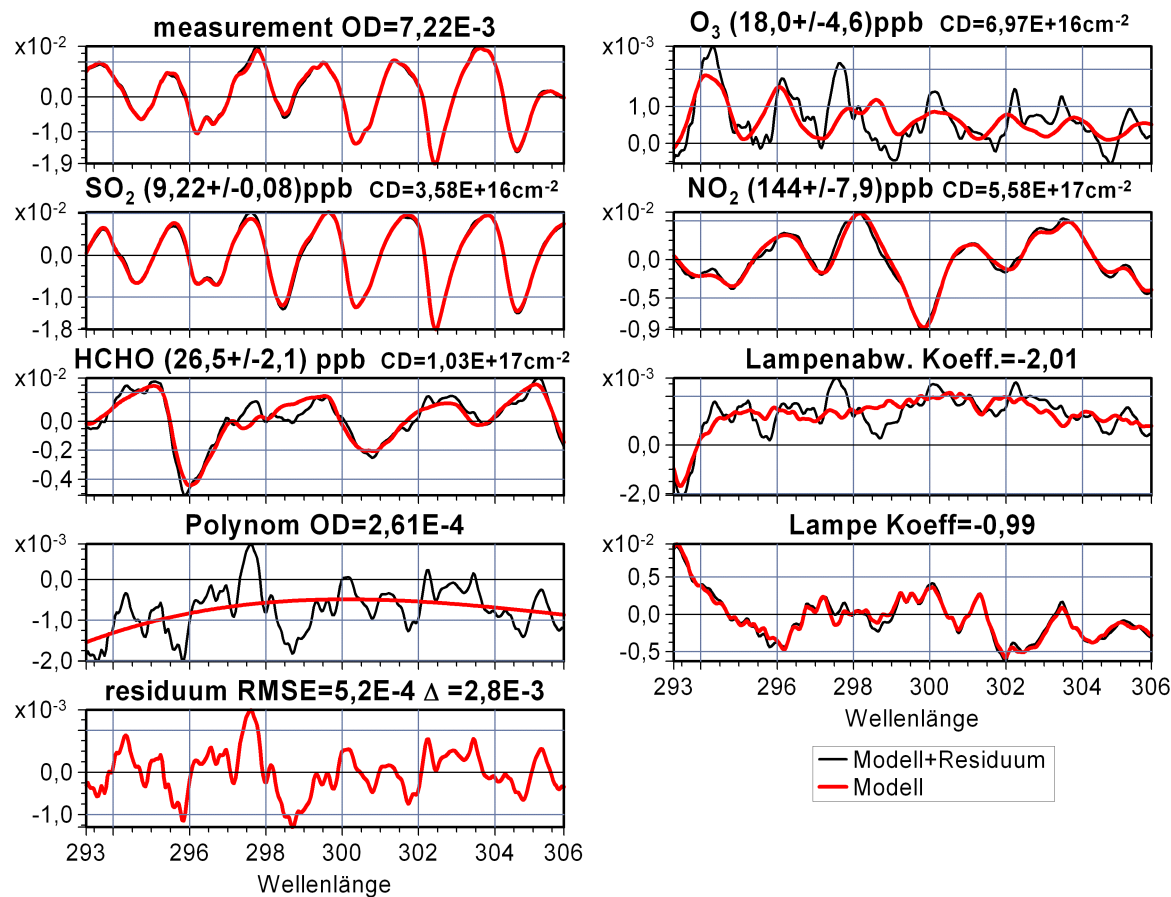 measurement OD=7,22E-3
x10-2
0,0
-1,0
-1,9
SO2 (9,22+/-0,08)ppb CD=3,58E+16cm-2
x10-2
0,0
-1,0
-1,8
HCHO (26,5+/-2,1) ppb CD=1,03E+17cm-2
x10-2
0,0
-0,2
-0,4
Polynom OD=2,61E-4
x10-3
0,0
-1,0
-2,0
residuum RMSE=5,2E-4 Δ =2,8E-3
x10-3
0,0
-1,0
293 296 298 300 302 304 306
Wellenlänge
O3 (18,0+/-4,6)ppb CD=6,97E+16cm-2
x10-3
1,0
0,0
NO2 (144+/-7,9)ppb CD=5,58E+17cm-2
x10-2
0,0
-0,5
-0,9
Lampenabw. Koeff.=-2,01
x10-3
0,0
-2,0
Lampe Koeff=-0,99
x10-2
0,5
0,0
-0,5
293 296 298 300 302 304 306
Wellenlänge
Modell+Residuum
Modell